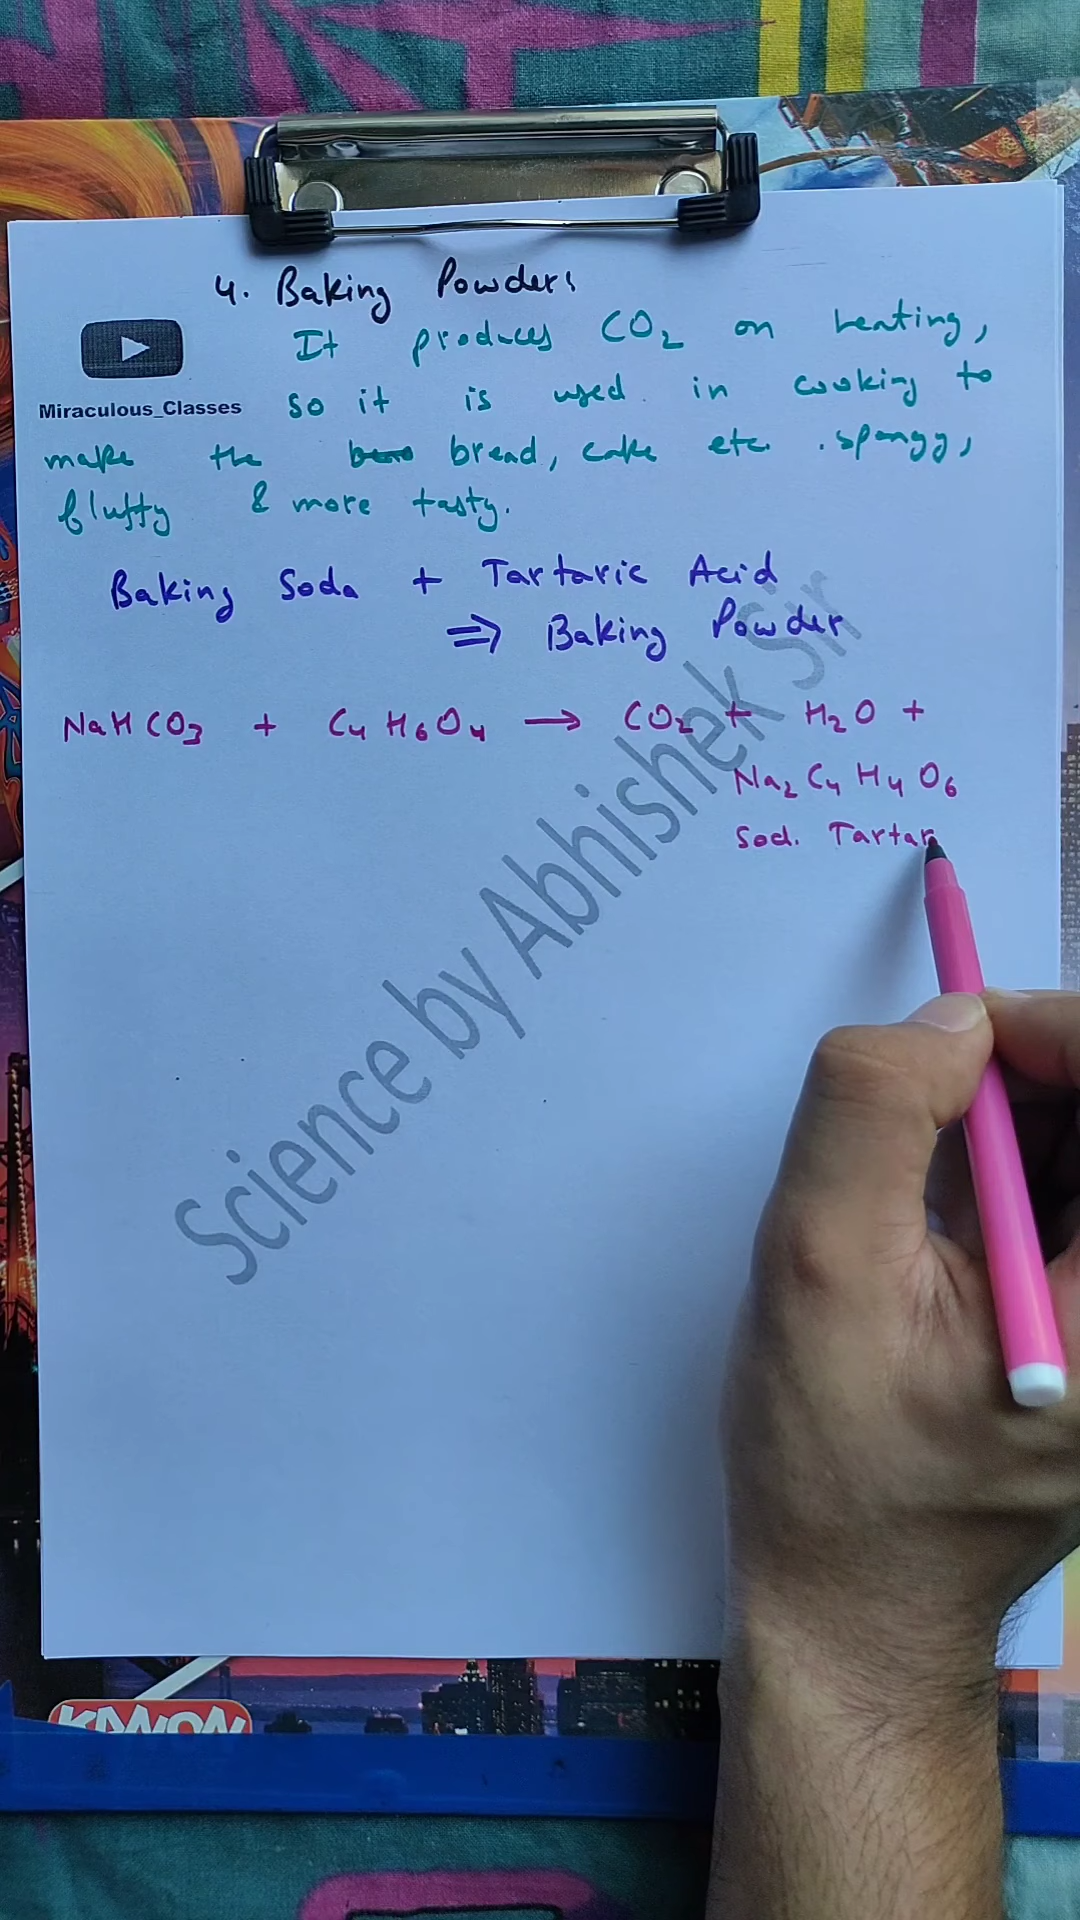 4. Baking Powder:
It produces CO₂ on heating,
Miraculous_Classes
so it is used in cooking to
make the bread, cake etc. spongy,
fluffy & more tasty.
Baking Soda + Tartaric Acid
⇒ Baking Powder
NaHCO₃ + C₄H₆O₄ → CO₂ + H₂O +
Na₂C₄H₄O₆
Sod. Tartar
Science by Abhishek Sir
KANON